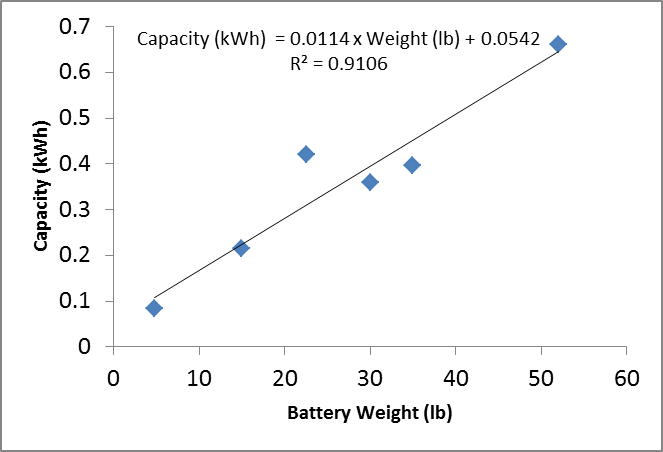 Capacity (kWh) = 0.0114 x Weight (lb) + 0.0542
R² = 0.9106
0.7
0.6
0.5
0.4
0.3
0.2
0.1
0
Capacity (kWh)
0 10 20 30 40 50 60
Battery Weight (lb)